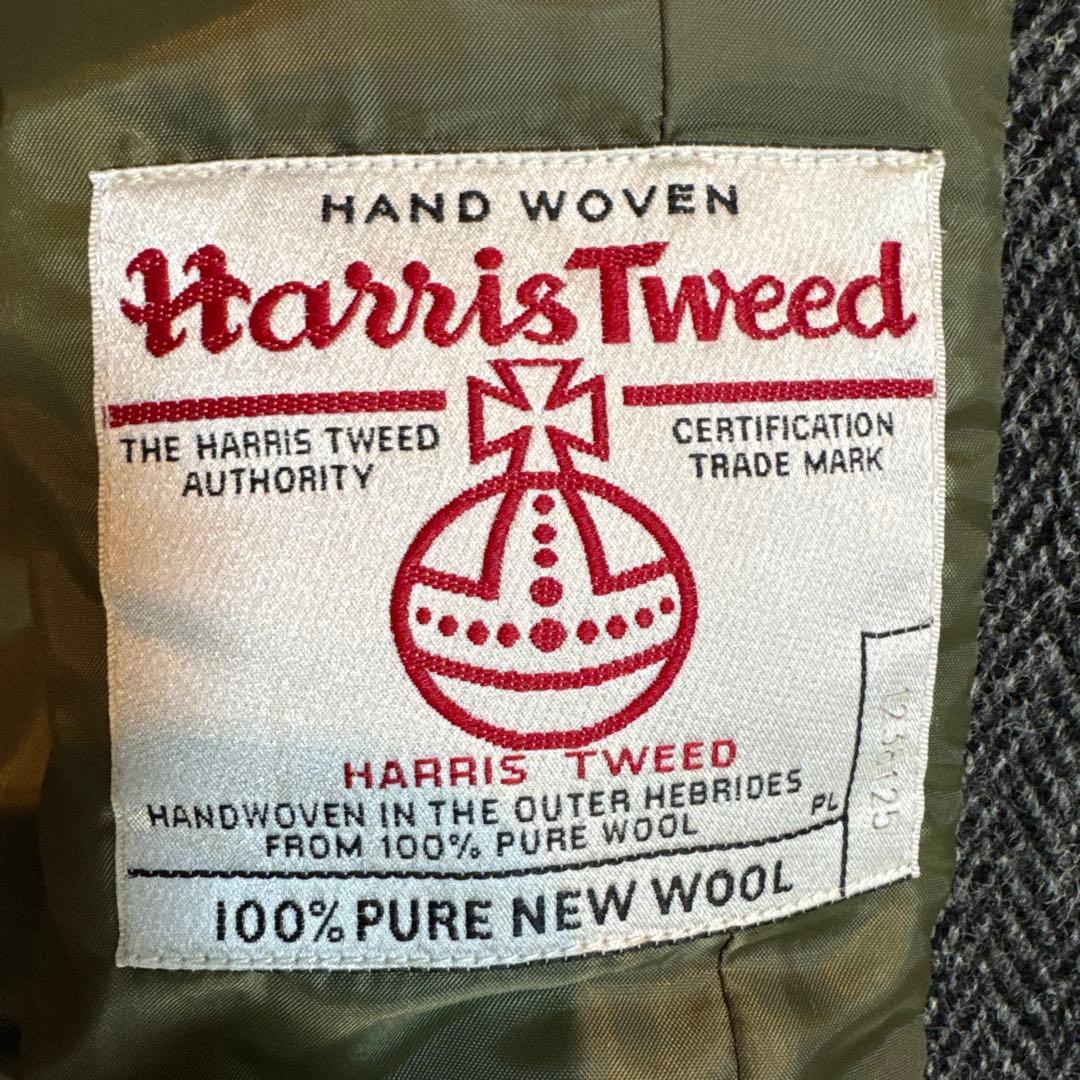 HAND WOVEN
Harris Tweed
THE HARRIS TWEED
AUTHORITY
CERTIFICATION
TRADE MARK
HARRIS TWEED
HANDWOVEN IN THE OUTER HEBRIDES
FROM 100% PURE WOOL
PL
100% PURE NEW WOOL